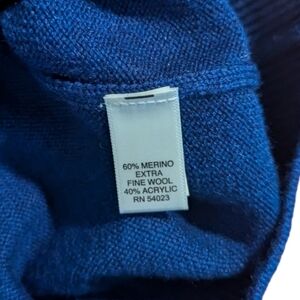 60% MERINO
EXTRA
FINE WOOL
40% ACRYLIC
RN 54023